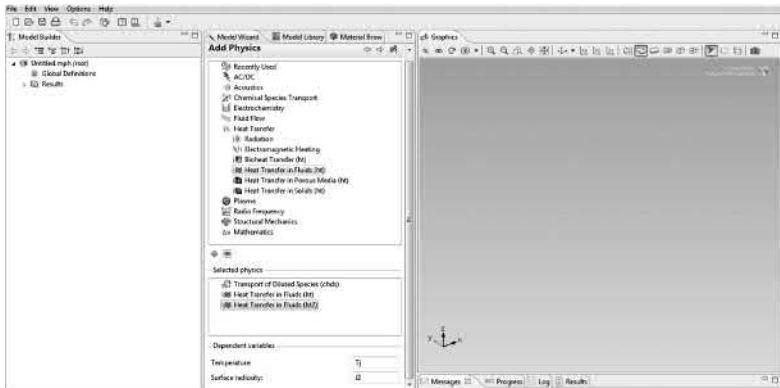 File Edit View Options Help
Model Builder
Untitled.mph (root)
Global Definitions
Results
Model Wizard
Model Library
Material Brow
Add Physics
Recently Used
AC/DC
Acoustics
Chemical Species Transport
Electrochemistry
Fluid Flow
Heat Transfer
Radiation
Electromagnetic Heating
Bioheat Transfer (ht)
Heat Transfer in Fluids (ht)
Heat Transfer in Porous Media (ht)
Heat Transfer in Solids (ht)
Plasma
Radio Frequency
Structural Mechanics
Mathematics
Selected physics
Transport of Diluted Species (chds)
Heat Transfer in Fluids (ht)
Heat Transfer in Fluids (ht2)
Dependent variables
Temperature: Tj
Surface radiosity: J2
Graphics
z
y
x
Messages
Progress
Log
Results